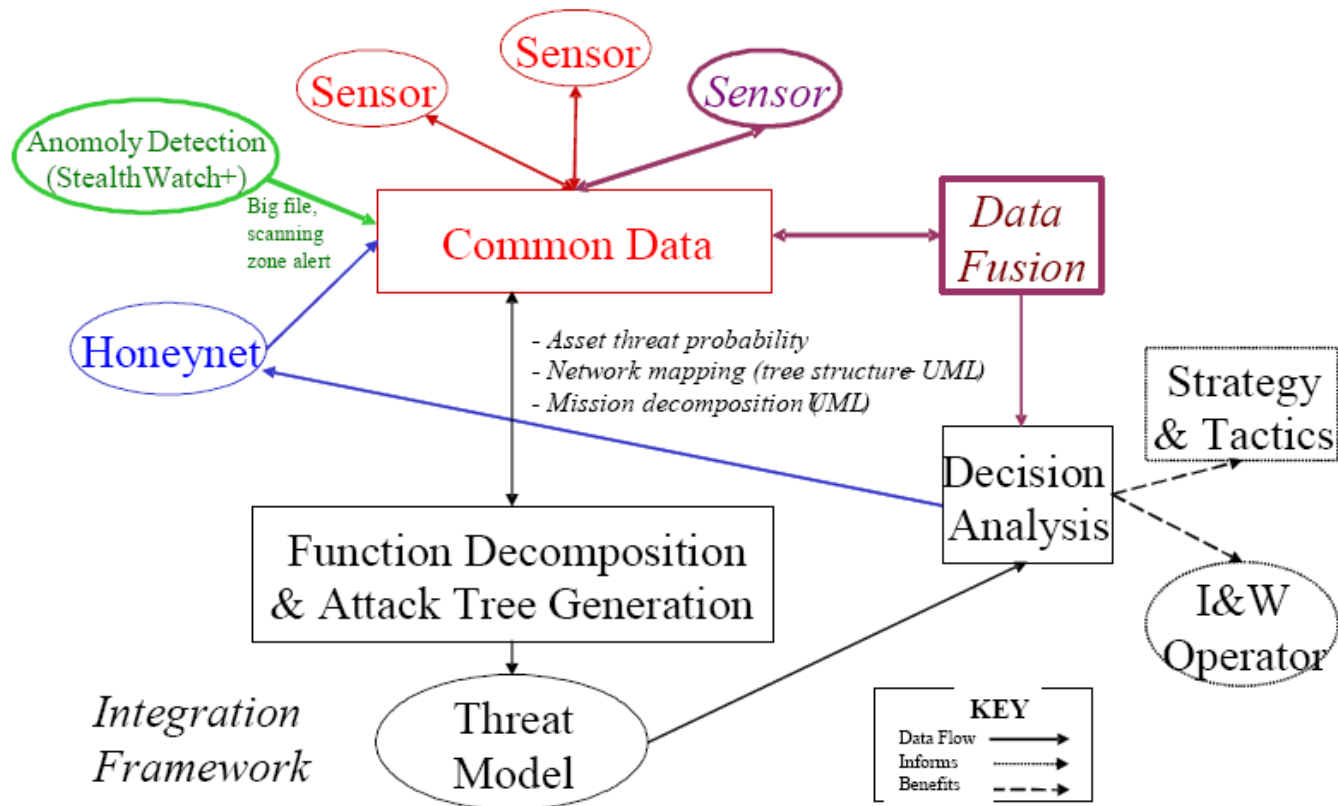 Sensor
Sensor
Sensor
Anomoly Detection
(StealthWatch+)
Big file,
scanning
zone alert
Common Data
Data
Fusion
Honeynet
- Asset threat probability
- Network mapping (tree structure- UML)
- Mission decomposition (UML)
Strategy
& Tactics
Decision
Analysis
Function Decomposition
& Attack Tree Generation
I&W
Operator
Integration
Framework
Threat
Model
KEY
Data Flow
Informs
Benefits